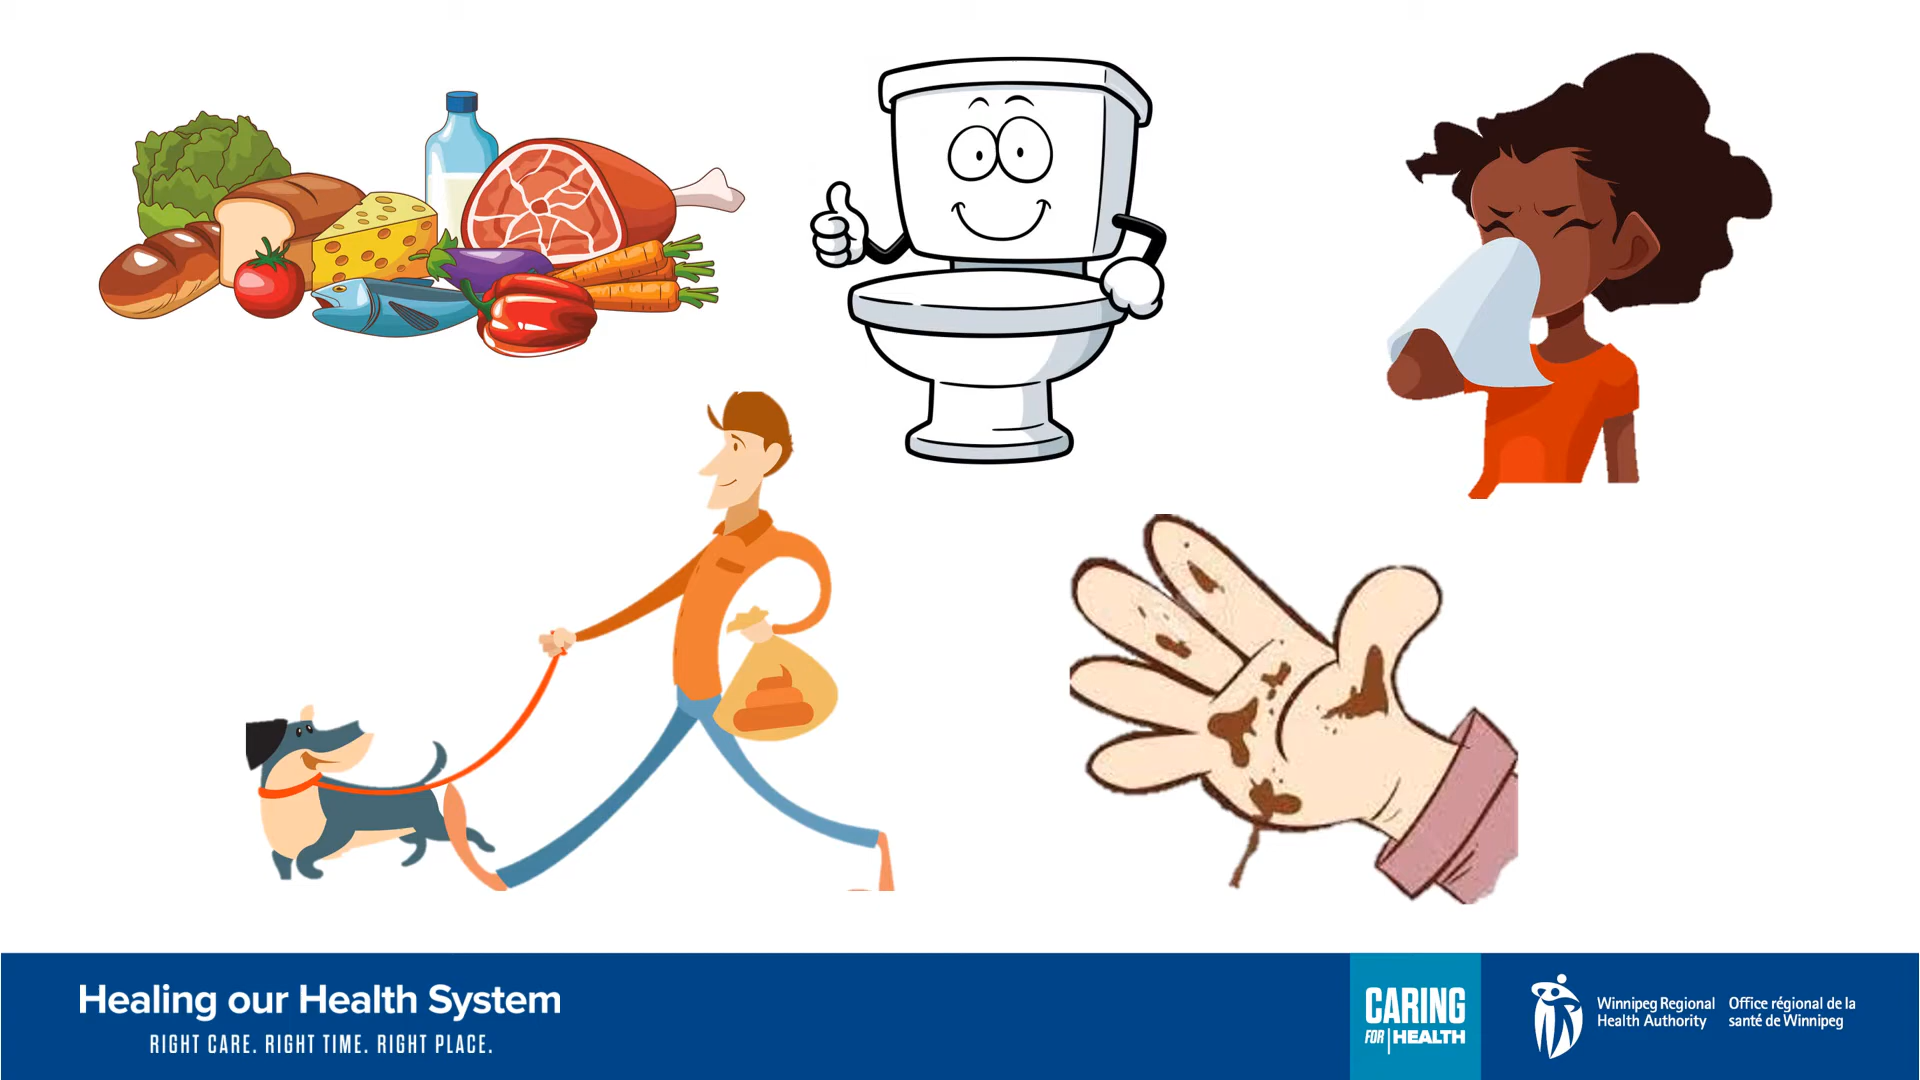 Healing our Health System
RIGHT CARE. RIGHT TIME. RIGHT PLACE.
CARING
FOR HEALTH
Winnipeg Regional
Health Authority
Office régional de la
santé de Winnipeg